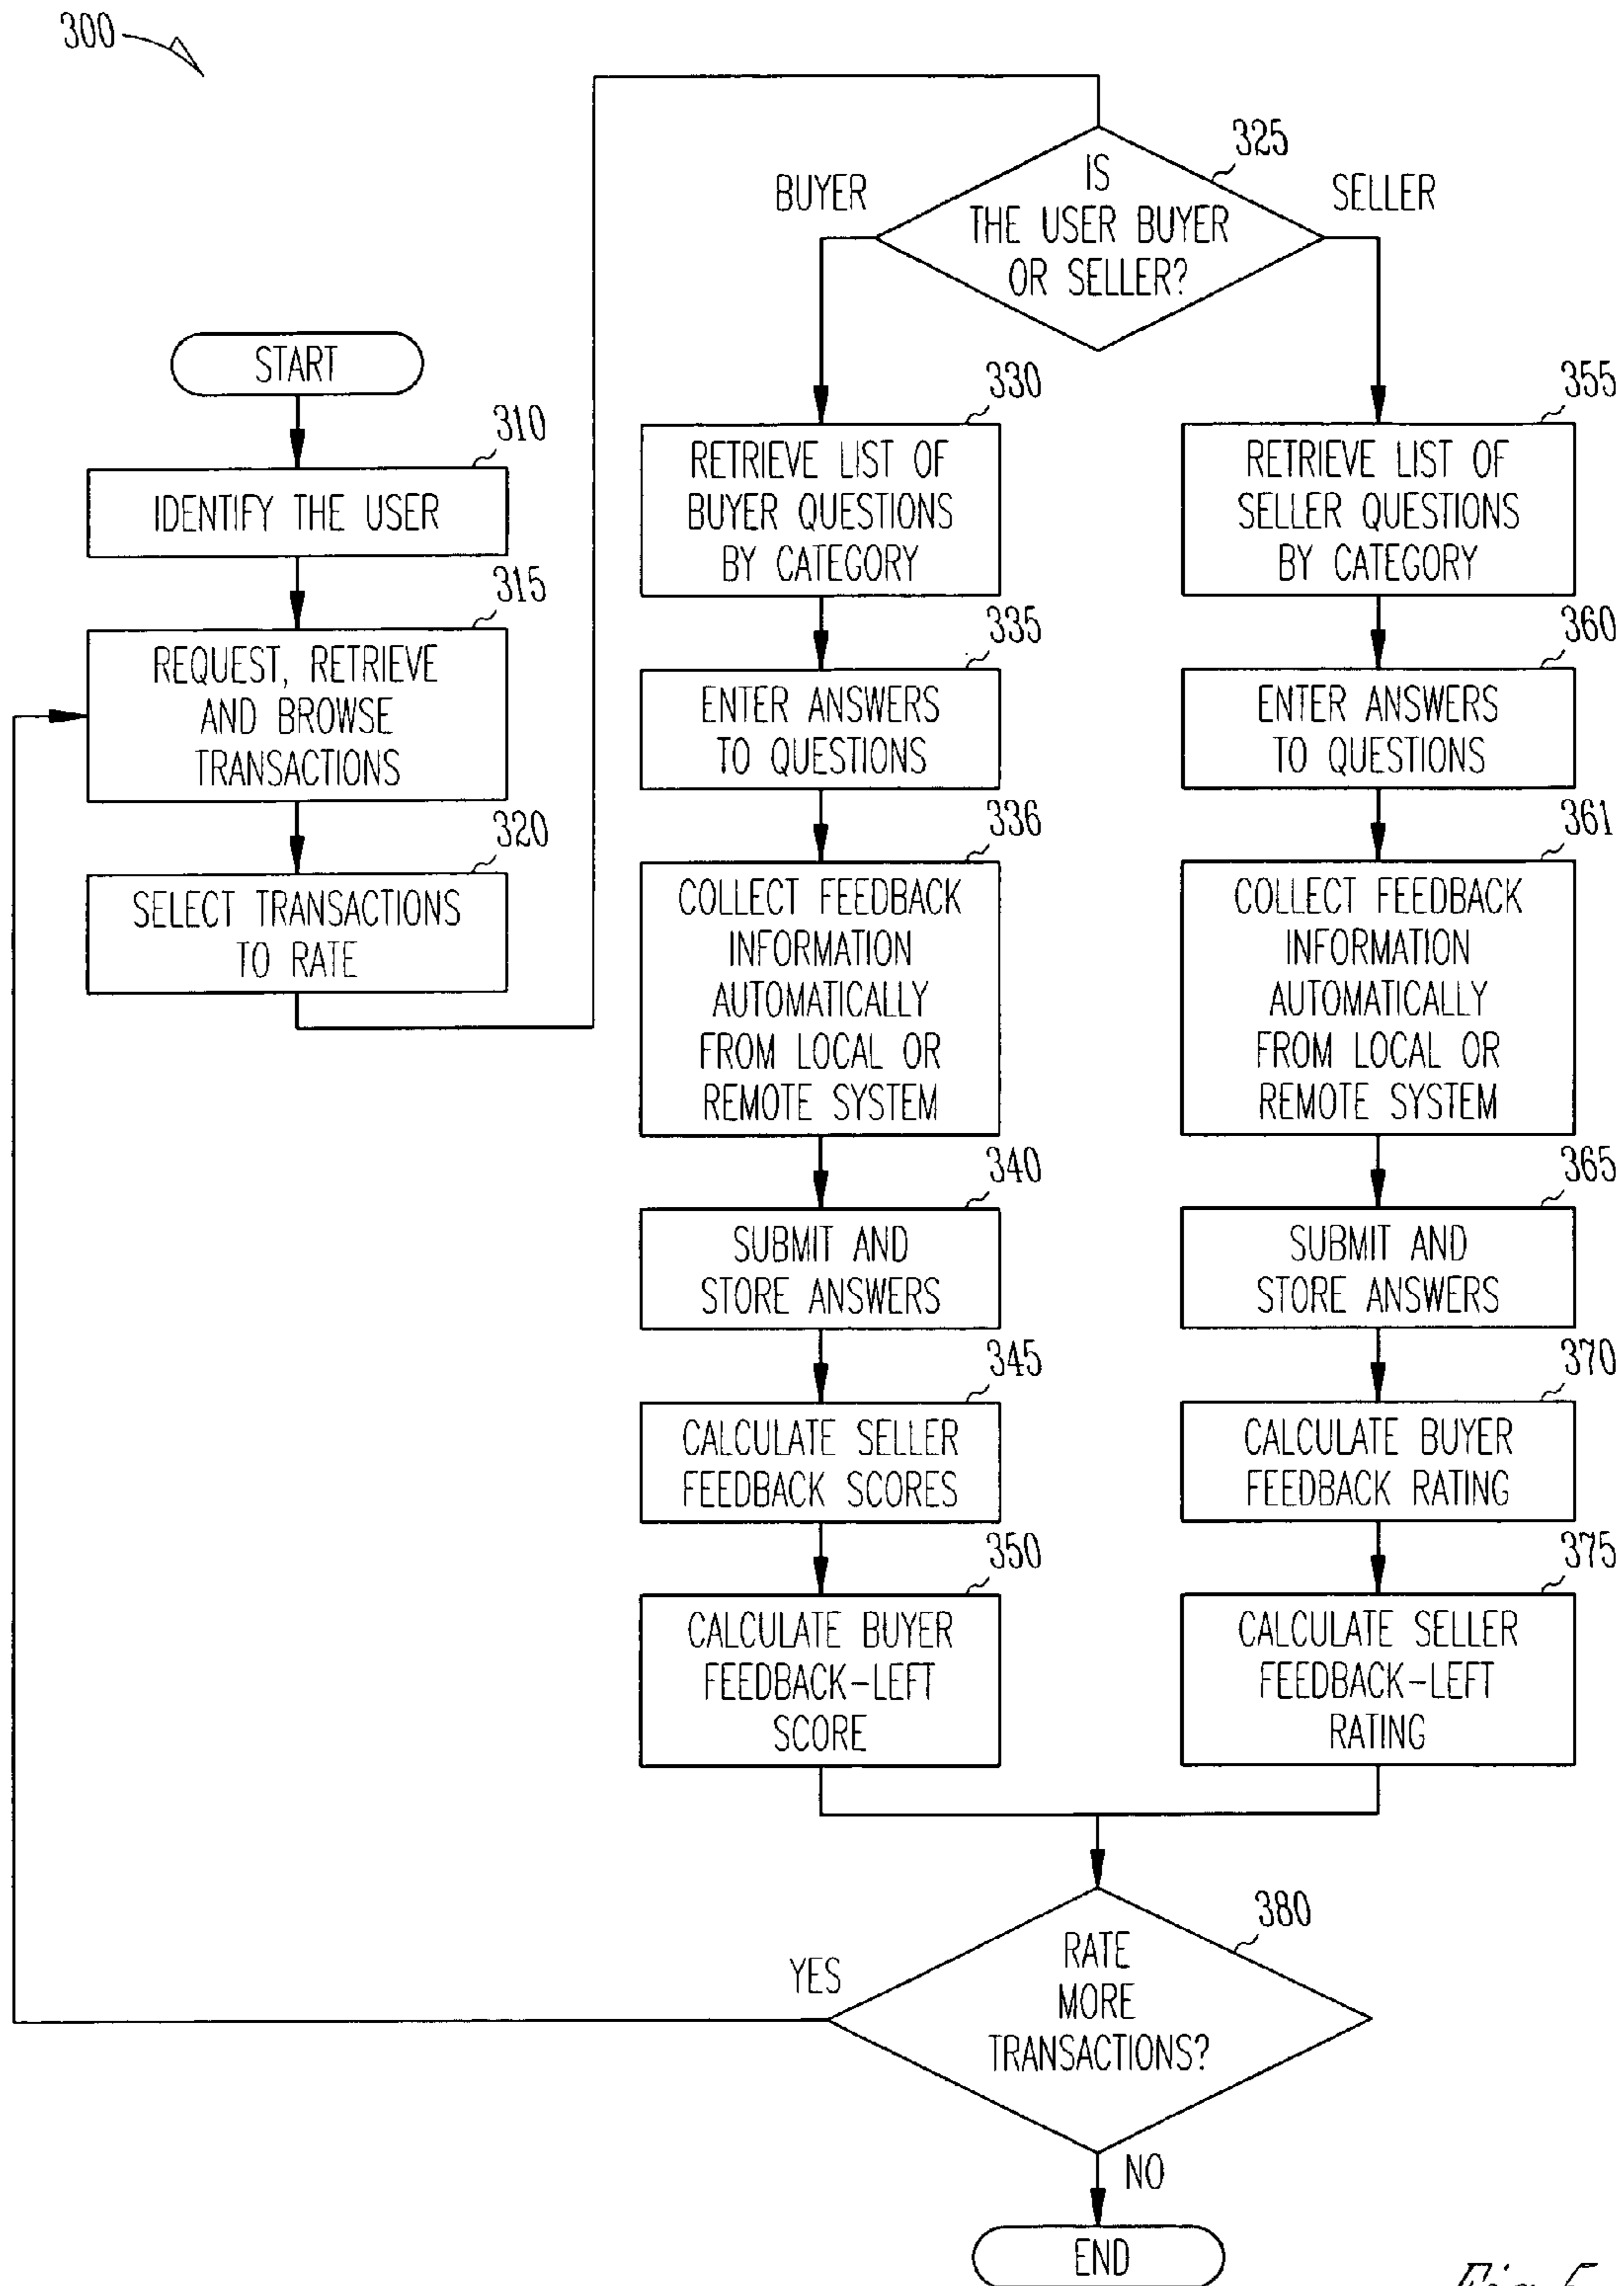 300
START
310
IDENTIFY THE USER
315
REQUEST, RETRIEVE
AND BROWSE
TRANSACTIONS
320
SELECT TRANSACTIONS
TO RATE
325
IS
THE USER BUYER
OR SELLER?
BUYER
SELLER
330
RETRIEVE LIST OF
BUYER QUESTIONS
BY CATEGORY
335
ENTER ANSWERS
TO QUESTIONS
336
COLLECT FEEDBACK
INFORMATION
AUTOMATICALLY
FROM LOCAL OR
REMOTE SYSTEM
340
SUBMIT AND
STORE ANSWERS
345
CALCULATE SELLER
FEEDBACK SCORES
350
CALCULATE BUYER
FEEDBACK-LEFT
SCORE
355
RETRIEVE LIST OF
SELLER QUESTIONS
BY CATEGORY
360
ENTER ANSWERS
TO QUESTIONS
361
COLLECT FEEDBACK
INFORMATION
AUTOMATICALLY
FROM LOCAL OR
REMOTE SYSTEM
365
SUBMIT AND
STORE ANSWERS
370
CALCULATE BUYER
FEEDBACK RATING
375
CALCULATE SELLER
FEEDBACK-LEFT
RATING
380
RATE
MORE
TRANSACTIONS?
YES
NO
END